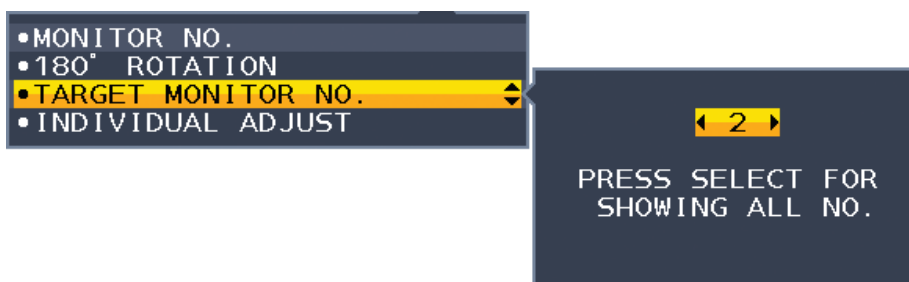 •MONITOR NO.
•180° ROTATION
•TARGET MONITOR NO.
•INDIVIDUAL ADJUST
2
PRESS SELECT FOR
SHOWING ALL NO.